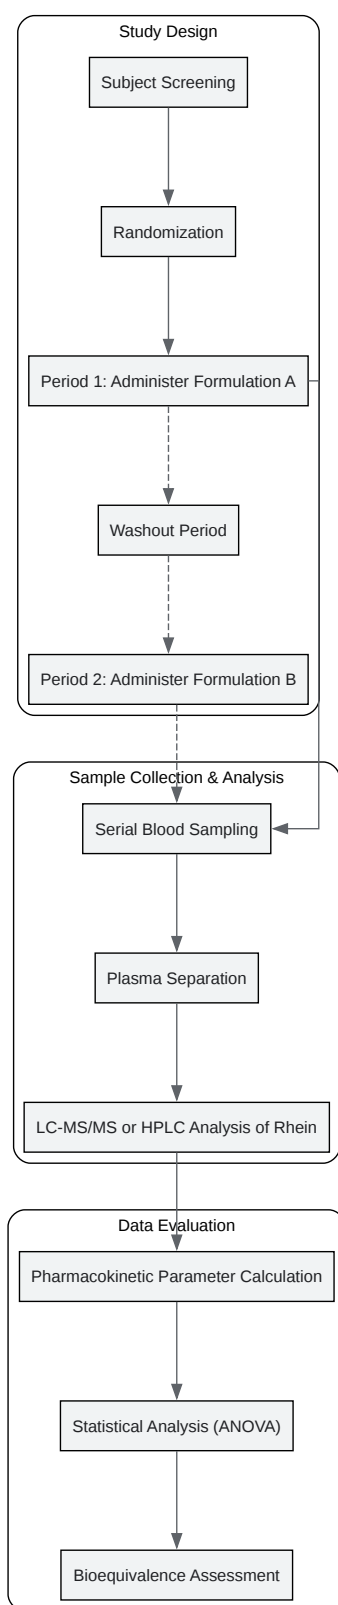 Study Design
Subject Screening
Randomization
Period 1: Administer Formulation A
Washout Period
Period 2: Administer Formulation B
Sample Collection & Analysis
Serial Blood Sampling
Plasma Separation
LC-MS/MS or HPLC Analysis of Rhein
Data Evaluation
Pharmacokinetic Parameter Calculation
Statistical Analysis (ANOVA)
Bioequivalence Assessment